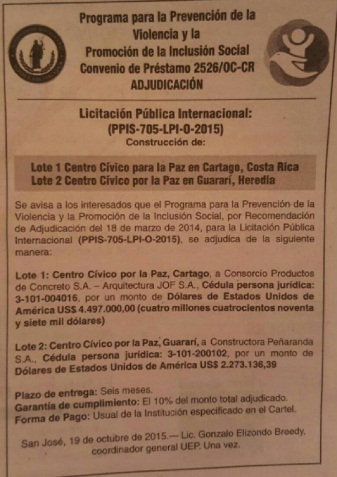 Programa para la Prevención de la
Violencia y la
Promoción de la Inclusión Social
Convenio de Préstamo 2526/OC-CR
ADJUDICACIÓN
Licitación Pública Internacional:
(PPIS-705-LPI-O-2015)
Construcción de:
Lote 1 Centro Cívico para la Paz en Cartago, Costa Rica
Lote 2 Centro Cívico por la Paz en Guararí, Heredia
Se avisa a los interesados que el Programa para la Prevención de la
Violencia y la Promoción de la Inclusión Social, por Recomendación
de Adjudicación del 18 de marzo de 2014, para la Licitación Pública
Internacional (PPIS-705-LPI-O-2015), se adjudica de la siguiente
manera:
Lote 1: Centro Cívico por la Paz, Cartago, a Consorcio Productos
de Concreto S.A. – Arquitectura JOF S.A., Cédula persona jurídica:
3-101-004016, por un monto de Dólares de Estados Unidos de
América US$ 4.497.000,00 (cuatro millones cuatrocientos noventa
y siete mil dólares)
Lote 2: Centro Cívico por la Paz, Guararí, a Constructora Peñaranda
S.A., Cédula persona jurídica: 3-101-200102, por un monto de
Dólares de Estados Unidos de América US$ 2.273.136,39
Plazo de entrega: Seis meses.
Garantía de cumplimiento: El 10% del monto total adjudicado.
Forma de Pago: Usual de la Institución especificado en el Cartel.
San José, 19 de octubre de 2015.— Lic. Gonzalo Elizondo Breedy,
coordinador general UEP. Una vez.